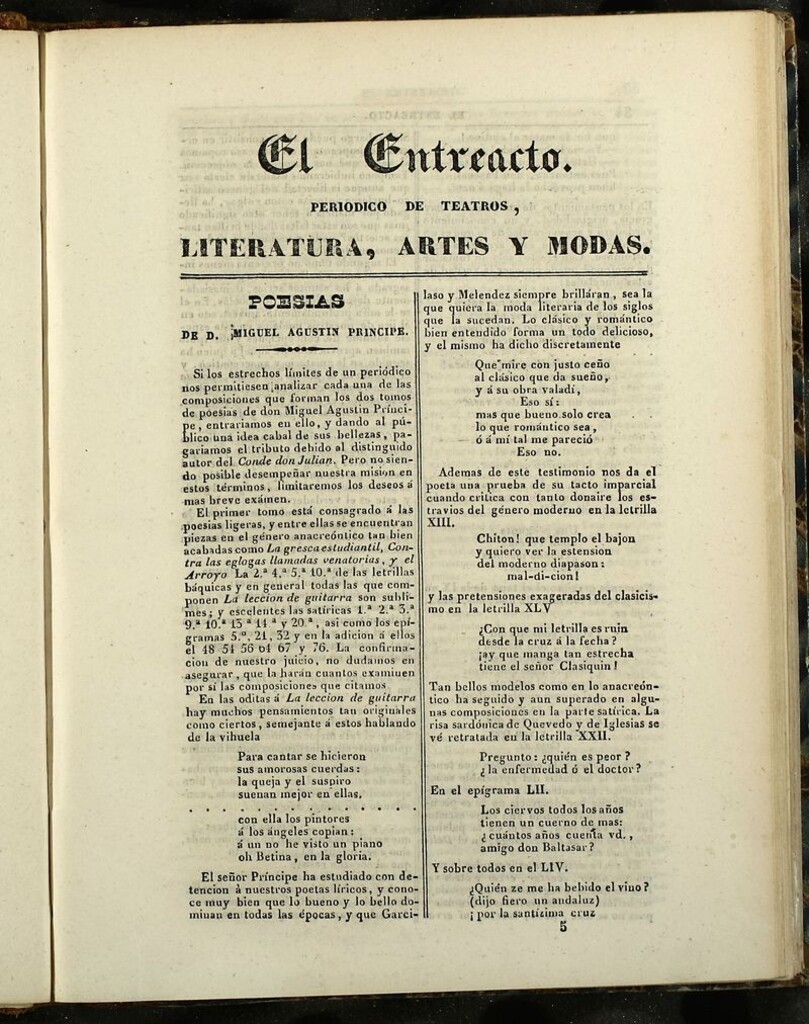 El Entreacto.
PERIODICO DE TEATROS,
LITERATURA, ARTES Y MODAS.
POESIAS
DE D. MIGUEL AGUSTIN PRINCIPE.
Si los estrechos límites de un periódico
nos permitiesen analizar cada una de las
composiciones que forman los dos tomos
de poesias de don Miguel Agustin Prínci-
pe, entrariamos en ello, y dando al pú-
blico una idea cabal de sus bellezas, pa-
gariamos el tributo debido al distinguido
autor del Conde don Julian. Pero no sien-
do posible desempeñar nuestra mision en
estos términos, limitaremos los deseos á
mas breve exámen.
El primer tomo está consagrado á las
poesias ligeras, y entre ellas se encuentran
piezas en el género anacreóntico tan bien
acabadas como La gresca estudiantil, Con-
tra las eglogas llamadas venatorias, y el
Arroyo La 2.ª 4.ª 5.ª 10.ª de las letrillas
báquicas y en general todas las que com-
ponen La leccion de guitarra son subli-
mes; y escelentes las satíricas 1.ª 2.ª 3.ª
9.ª 10.ª 13 ª 14 ª y 20 ª, asi como los epí-
gramas 5.º, 21, 32 y en la adicion á ellos
el 48 54 56 61 67 y 76. La confirma-
cion de nuestro juicio, no dudamos en
asegurar, que la harán cuantos examinen
por sí las composiciones que citamos
En las oditas á La leccion de guitarra
hay muchos pensamientos tan originales
como ciertos, semejante á estos hablando
de la vihuela
Para cantar se hicieron
sus amorosas cuerdas:
la queja y el suspiro
suenan mejor en ellas,
. . . . . . . . . . . . . .
con ella los pintores
á los ángeles copian:
á un no he visto un piano
oh Betina, en la gloria.
El señor Príncipe ha estudiado con de-
tencion à nuestros poetas líricos, y cono-
ce muy bien que lo bueno y lo bello do-
minan en todas las épocas, y que Garci-
laso y Melendez siempre brilláran, sea la
que quiera la moda literaria de los siglos
que la sucedan. Lo clásico y romántico
bien entendido forma un todo delicioso,
y el mismo ha dicho discretamente
Que mire con justo ceño
al clásico que da sueño,
y á su obra valadí,
Eso sí:
mas que bueno solo crea
lo que romántico sea,
ó á mí tal me pareció
Eso no.
Ademas de este testimonio nos da el
poeta una prueba de su tacto imparcial
cuando critica con tanto donaire los es-
travios del género moderno en la letrilla
XIII.
Chiton! que templo el bajon
y quiero ver la estension
del moderno diapason:
mal-di-cion!
y las pretensiones exageradas del clasicis-
mo en la letrilla XLV
¿Con que mi letrilla es ruin
desde la cruz á la fecha?
¡ay que manga tan estrecha
tiene el señor Clasiquin!
Tan bellos modelos como en lo anacreón-
tico ha seguido y aun superado en algu-
nas composiciones en la parte satírica. La
risa sardónica de Quevedo y de Iglesias se
vé retratada en la letrilla XXII.
Pregunto: ¿quién es peor?
¿la enfermedad ó el doctor?
En el epígrama LII.
Los ciervos todos los años
tienen un cuerno de mas:
¿cuántos años cuenta vd.,
amigo don Baltasar?
Y sobre todos en el LIV.
¿Quién ze me ha bebido el vino?
(dijo fiero un andaluz)
¡por la santízima cruz
5